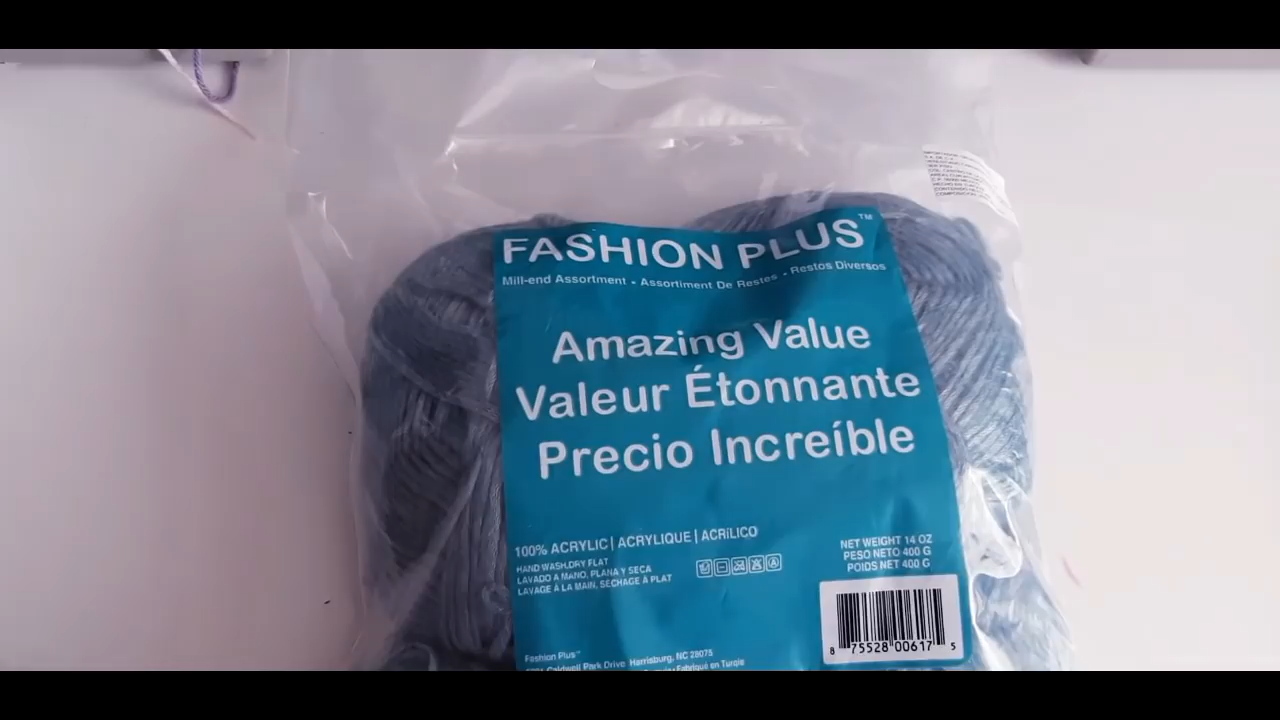 FASHION PLUS™
Mill-end Assortment - Assortiment De Restes - Restos Diversos
Amazing Value
Valeur Étonnante
Precio Increíble
100% ACRYLIC | ACRYLIQUE | ACRíLICO
HAND WASH,DRY FLAT
LAVADO A MANO, PLANA Y SECA
LAVAGE À LA MAIN, SÉCHAGE À PLAT
NET WEIGHT 14 OZ
PESO NETO 400 G
POIDS NET 400 G
8 75528 00617 5
Fashion Plus™
Caldwell Park Drive Harrisburg, NC 28075
Fabriqué en Turqie